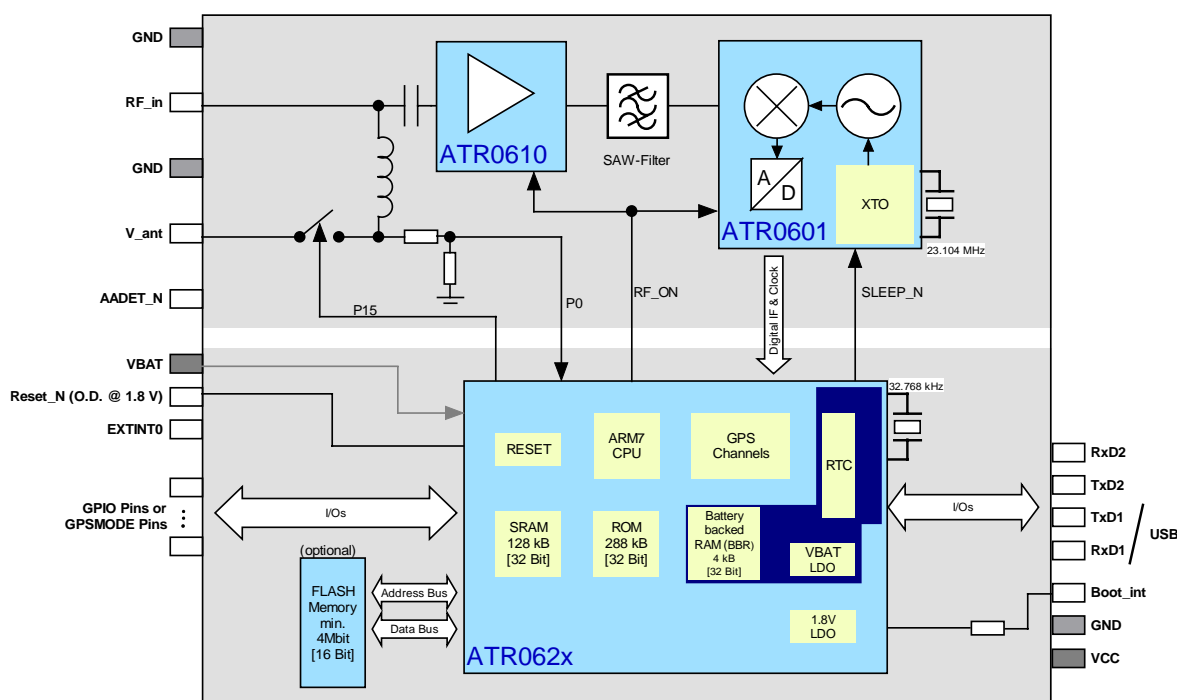 GND
RF_in
GND
V_ant
AADET_N
VBAT
Reset_N (O.D. @ 1.8 V)
EXTINT0
GPIO Pins or
GPSMODE Pins
ATR0610
SAW-Filter
A
D
XTO
ATR0601
23.104 MHz
P15
P0
RF_ON
Digital IF & Clock
SLEEP_N
32.768 kHz
RESET
ARM7
CPU
GPS
Channels
RTC
I/Os
SRAM
128 kB
[32 Bit]
ROM
288 kB
[32 Bit]
Battery
backed
RAM (BBR)
4 kB
[32 Bit]
VBAT
LDO
1.8V
LDO
(optional)
FLASH
Memory
min.
4Mbit
[16 Bit]
Address Bus
Data Bus
ATR062x
I/Os
RxD2
TxD2
TxD1
RxD1
USB
Boot_int
GND
VCC